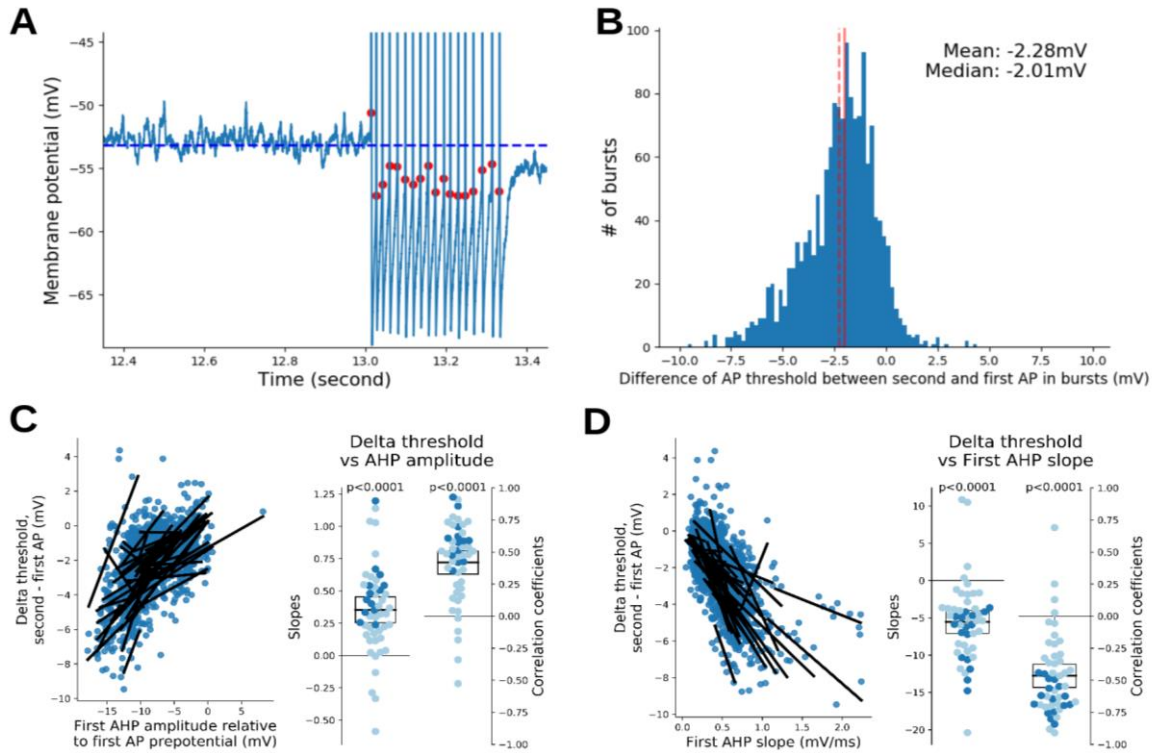 A
Membrane potential (mV)
−45
−50
−55
−60
−65
12.4 12.6 12.8 13.0 13.2 13.4
Time (second)
B
Mean: -2.28mV
Median: -2.01mV
# of bursts
100
80
60
40
20
0
−10.0 −7.5 −5.0 −2.5 0.0 2.5 5.0 7.5 10.0
Difference of AP threshold between second and first AP in bursts (mV)
C
Delta threshold,
second - first AP (mV)
4
2
0
−2
−4
−6
−8
−10
−15 −10 −5 0 5
First AHP amplitude relative
to first AP prepotential (mV)
Delta threshold
vs AHP amplitude
p<0.0001 p<0.0001
Slopes
1.25
1.00
0.75
0.50
0.25
0.00
−0.25
−0.50
1.00
0.75
0.50
0.25
0.00
−0.25
−0.50
−0.75
−1.00
Correlation coefficients
D
Delta threshold,
second - first AP (mV)
4
2
0
−2
−4
−6
−8
−10
0.0 0.5 1.0 1.5 2.0
First AHP slope (mV/ms)
Delta threshold
vs First AHP slope
p<0.0001 p<0.0001
Slopes
10
5
0
−5
−10
−15
−20
1.00
0.75
0.50
0.25
0.00
−0.25
−0.50
−0.75
−1.00
Correlation coefficients